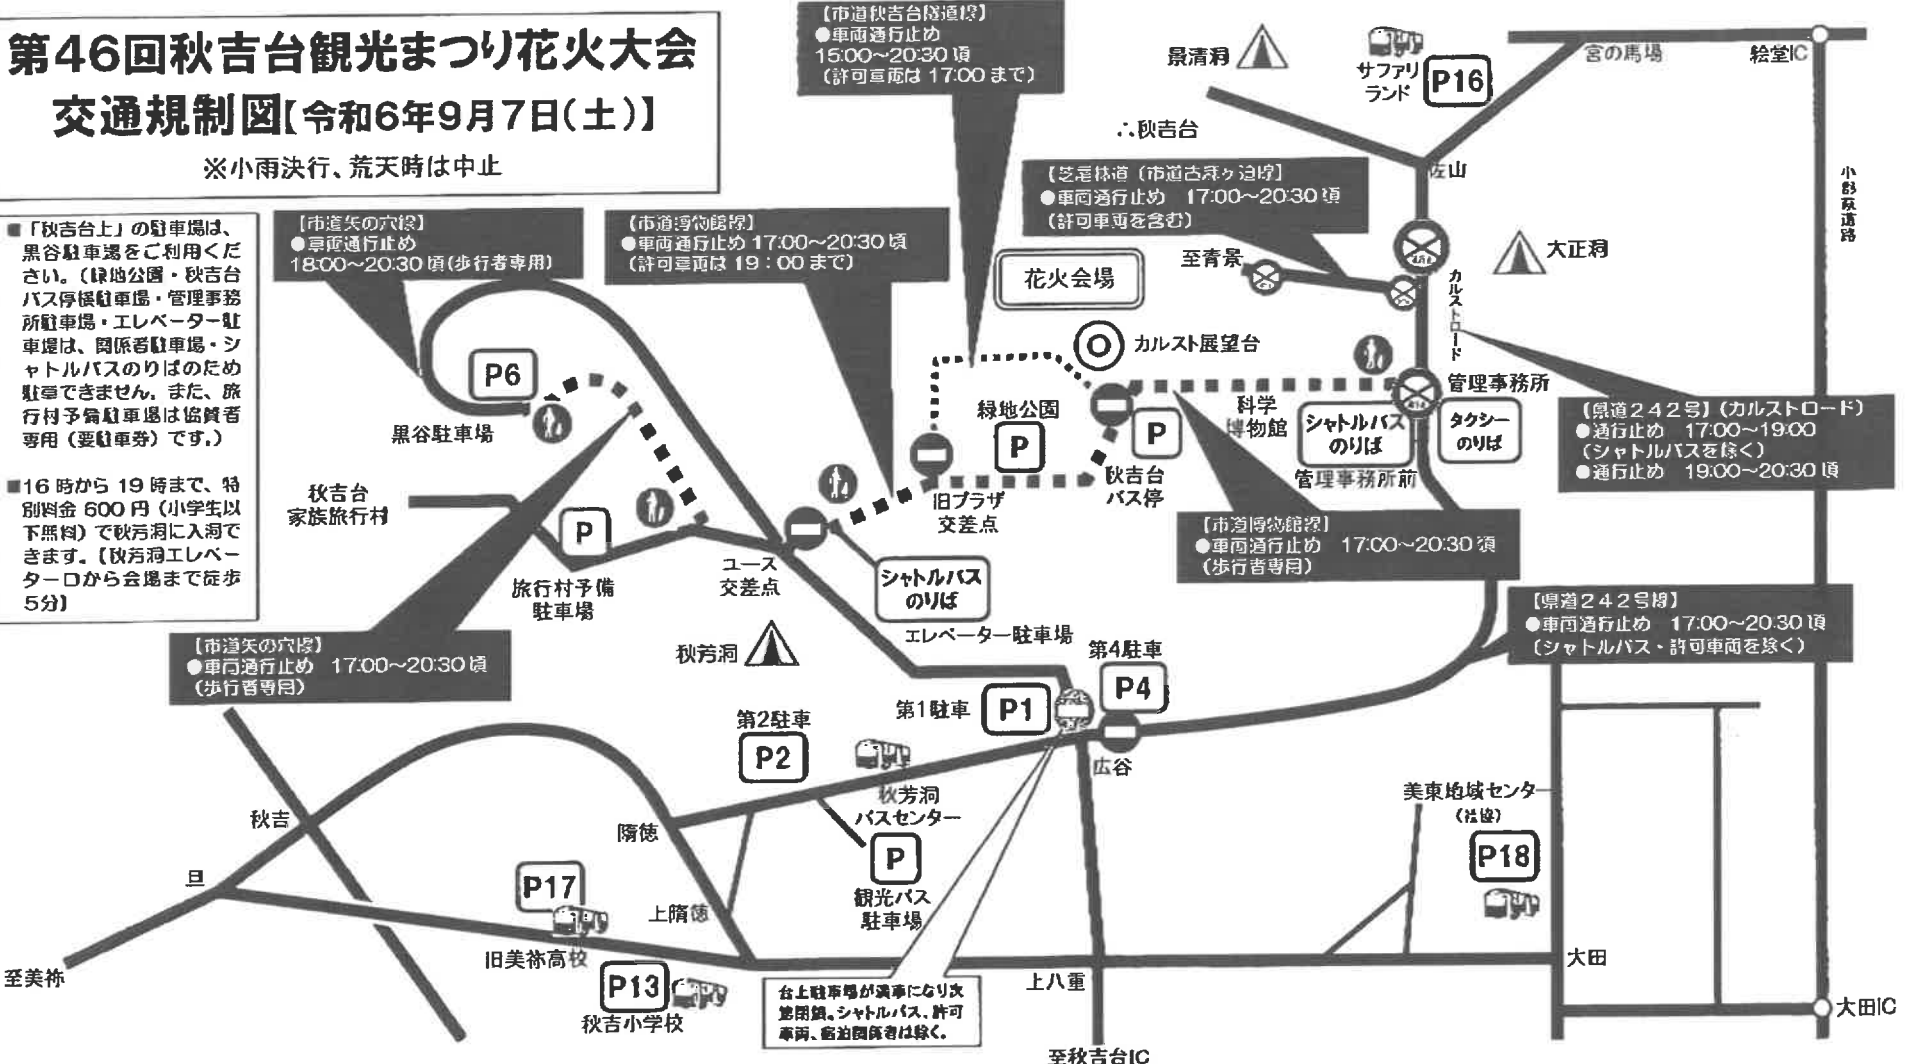 第46回秋吉台観光まつり花火大会
交通規制図【令和6年9月7日(土)】
※小雨決行、荒天時は中止
■「秋吉台上」の駐車場は、
黒谷駐車場をご利用くだ
さい。(緑地公園・秋吉台
バス停横駐車場・管理事務
所駐車場・エレベーター駐
車場は、関係者駐車場・シ
ャトルバスのりばのため
駐車できません。また、旅
行村予備駐車場は協賛者
専用(要駐車券)です。)
■16時から19時まで、特
別料金600円(小学生以
下無料)で秋芳洞に入洞で
きます。【秋芳洞エレベー
ター口から会場まで徒歩
5分】
【市道秋吉台隧道線】
●車両通行止め
15:00～20:30頃
(許可車両は17:00まで)
【市道矢の穴線】
●車両通行止め
18:00～20:30頃(歩行者専用)
【市道博物館線】
●車両通行止め 17:00～20:30頃
(許可車両は19:00まで)
【芝尾林道(市道古深ヶ迫線】
●車両通行止め 17:00～20:30頃
(許可車両を含む)
景清洞
サファリ
ランド
P16
宮の馬場
絵堂IC
∴秋吉台
佐山
小郡萩道路
至青景
大正洞
カルストロード
花火会場
カルスト展望台
管理事務所
シャトルバス
のりば
タクシー
のりば
管理事務所前
科学
博物館
【県道242号】(カルストロード)
●通行止め 17:00～19:00
(シャトルバスを除く)
●通行止め 19:00～20:30頃
P6
黒谷駐車場
緑地公園
P
P
秋吉台
バス停
旧プラザ
交差点
秋吉台
家族旅行村
P
旅行村予備
駐車場
ユース
交差点
シャトルバス
のりば
エレベーター駐車場
【市道博物館線】
●車両通行止め 17:00～20:30頃
(歩行者専用)
【県道242号線】
●車両通行止め 17:00～20:30頃
(シャトルバス・許可車両を除く)
【市道矢の穴線】
●車両通行止め 17:00～20:30頃
(歩行者専用)
秋芳洞
第4駐車
P4
第1駐車
P1
第2駐車
P2
広谷
秋芳洞
バスセンター
P
観光バス
駐車場
美東地域センター
(社協)
P18
秋吉
隋徳
旦
P17
上隋徳
旧美祢高校
至美祢
P13
秋吉小学校
台上駐車場が満車になり次
第閉鎖。シャトルバス、許可
車両、宿泊関係者は除く。
上八重
大田
大田IC
至秋吉台IC